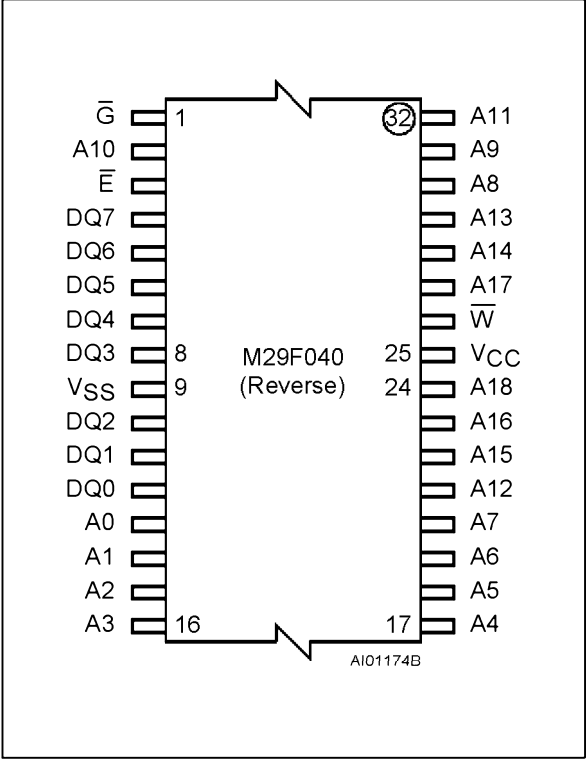 G̅ 1 32 A11
A10 A9
E̅ A8
DQ7 A13
DQ6 A14
DQ5 A17
DQ4 W̅
DQ3 8 M29F040 25 VCC
VSS 9 (Reverse) 24 A18
DQ2 A16
DQ1 A15
DQ0 A12
A0 A7
A1 A6
A2 A5
A3 16 17 A4
AI01174B